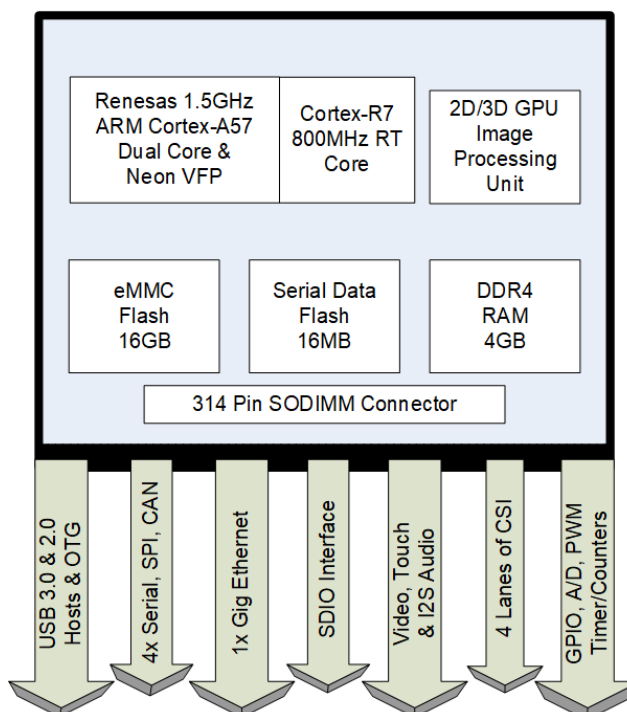 Renesas 1.5GHz
ARM Cortex-A57
Dual Core &
Neon VFP
Cortex-R7
800MHz RT
Core
2D/3D GPU
Image
Processing
Unit
eMMC
Flash
16GB
Serial Data
Flash
16MB
DDR4
RAM
4GB
314 Pin SODIMM Connector
USB 3.0 & 2.0
Hosts & OTG
4x Serial, SPI, CAN
1x Gig Ethernet
SDIO Interface
Video, Touch
& I2S Audio
4 Lanes of CSI
GPIO, A/D, PWM
Timer/Counters